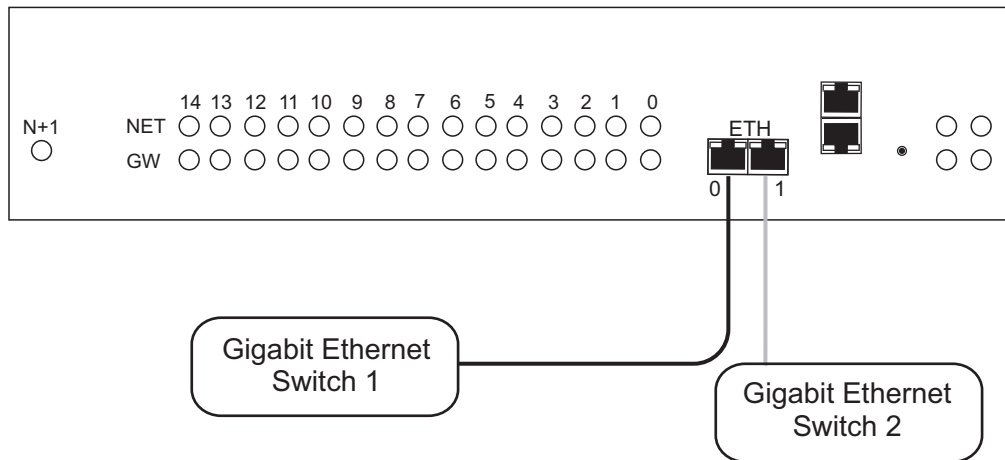 14 13 12 11 10 9 8 7 6 5 4 3 2 1 0
N+1
NET
ETH
GW
0 1
Gigabit Ethernet
Switch 1
Gigabit Ethernet
Switch 2